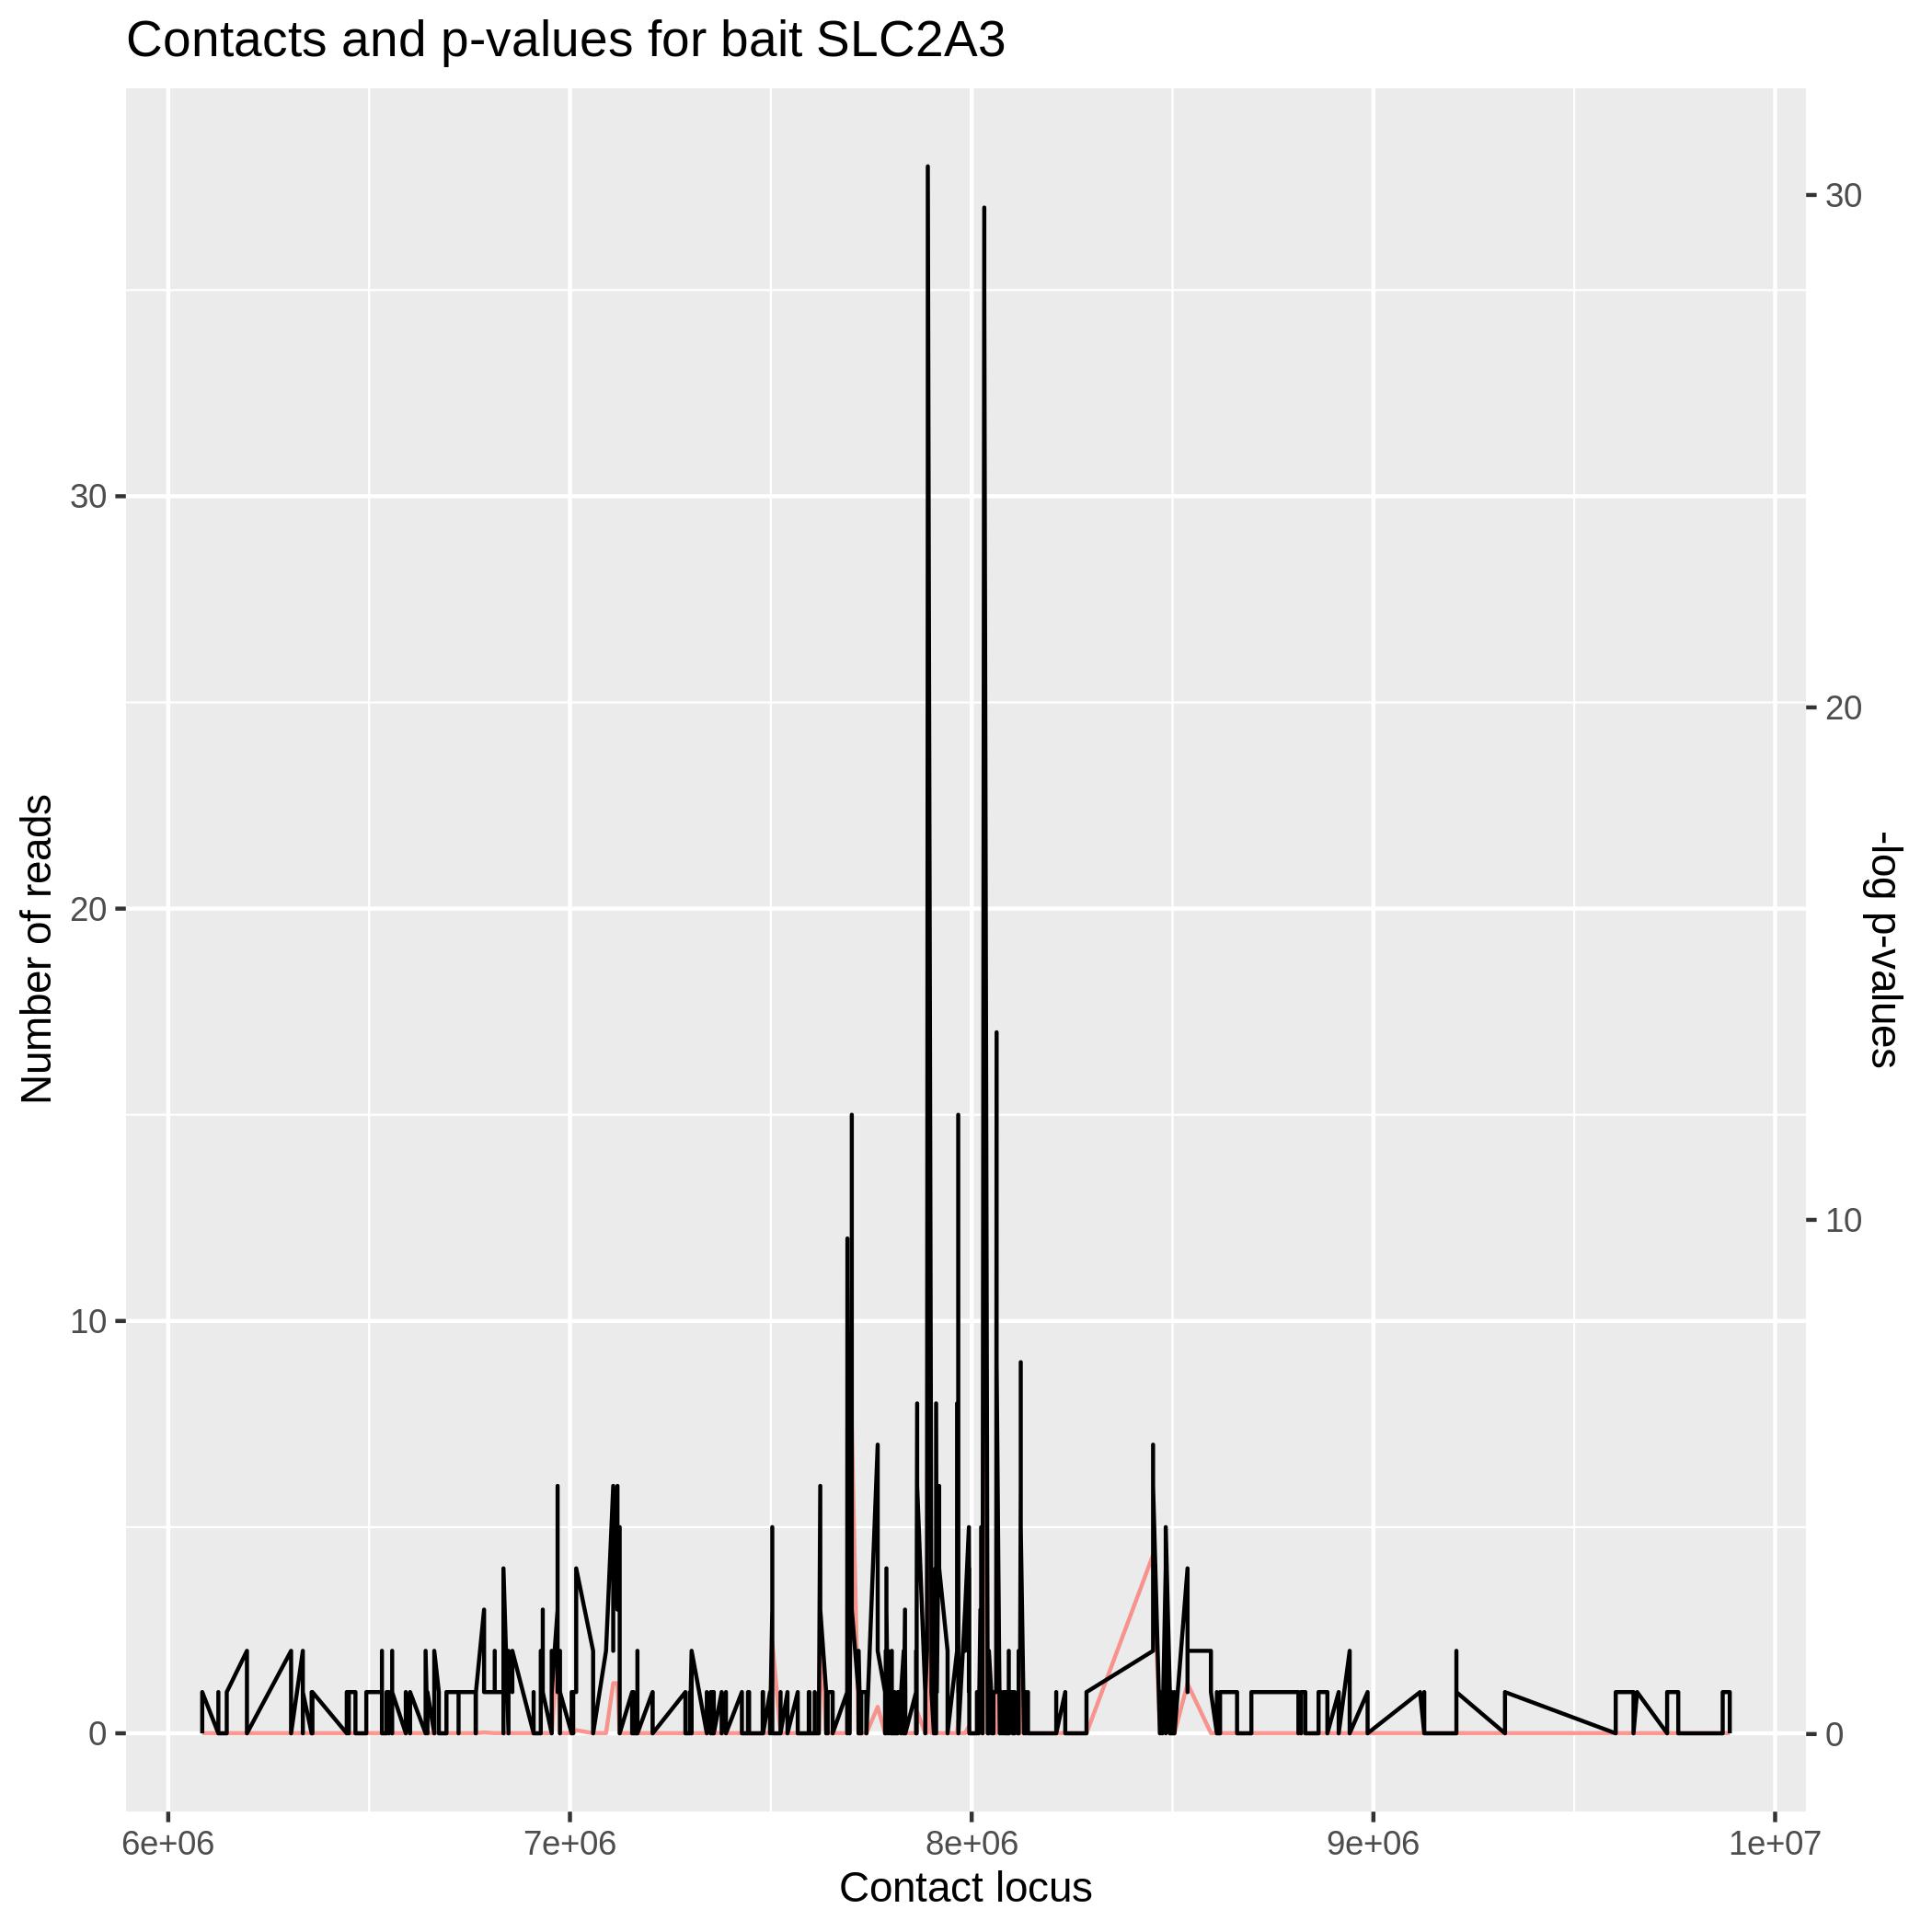 Contacts and p-values for bait SLC2A3
Number of reads
30
20
10
0
30
20
10
0
-log p-values
6e+06
7e+06
8e+06
9e+06
1e+07
Contact locus